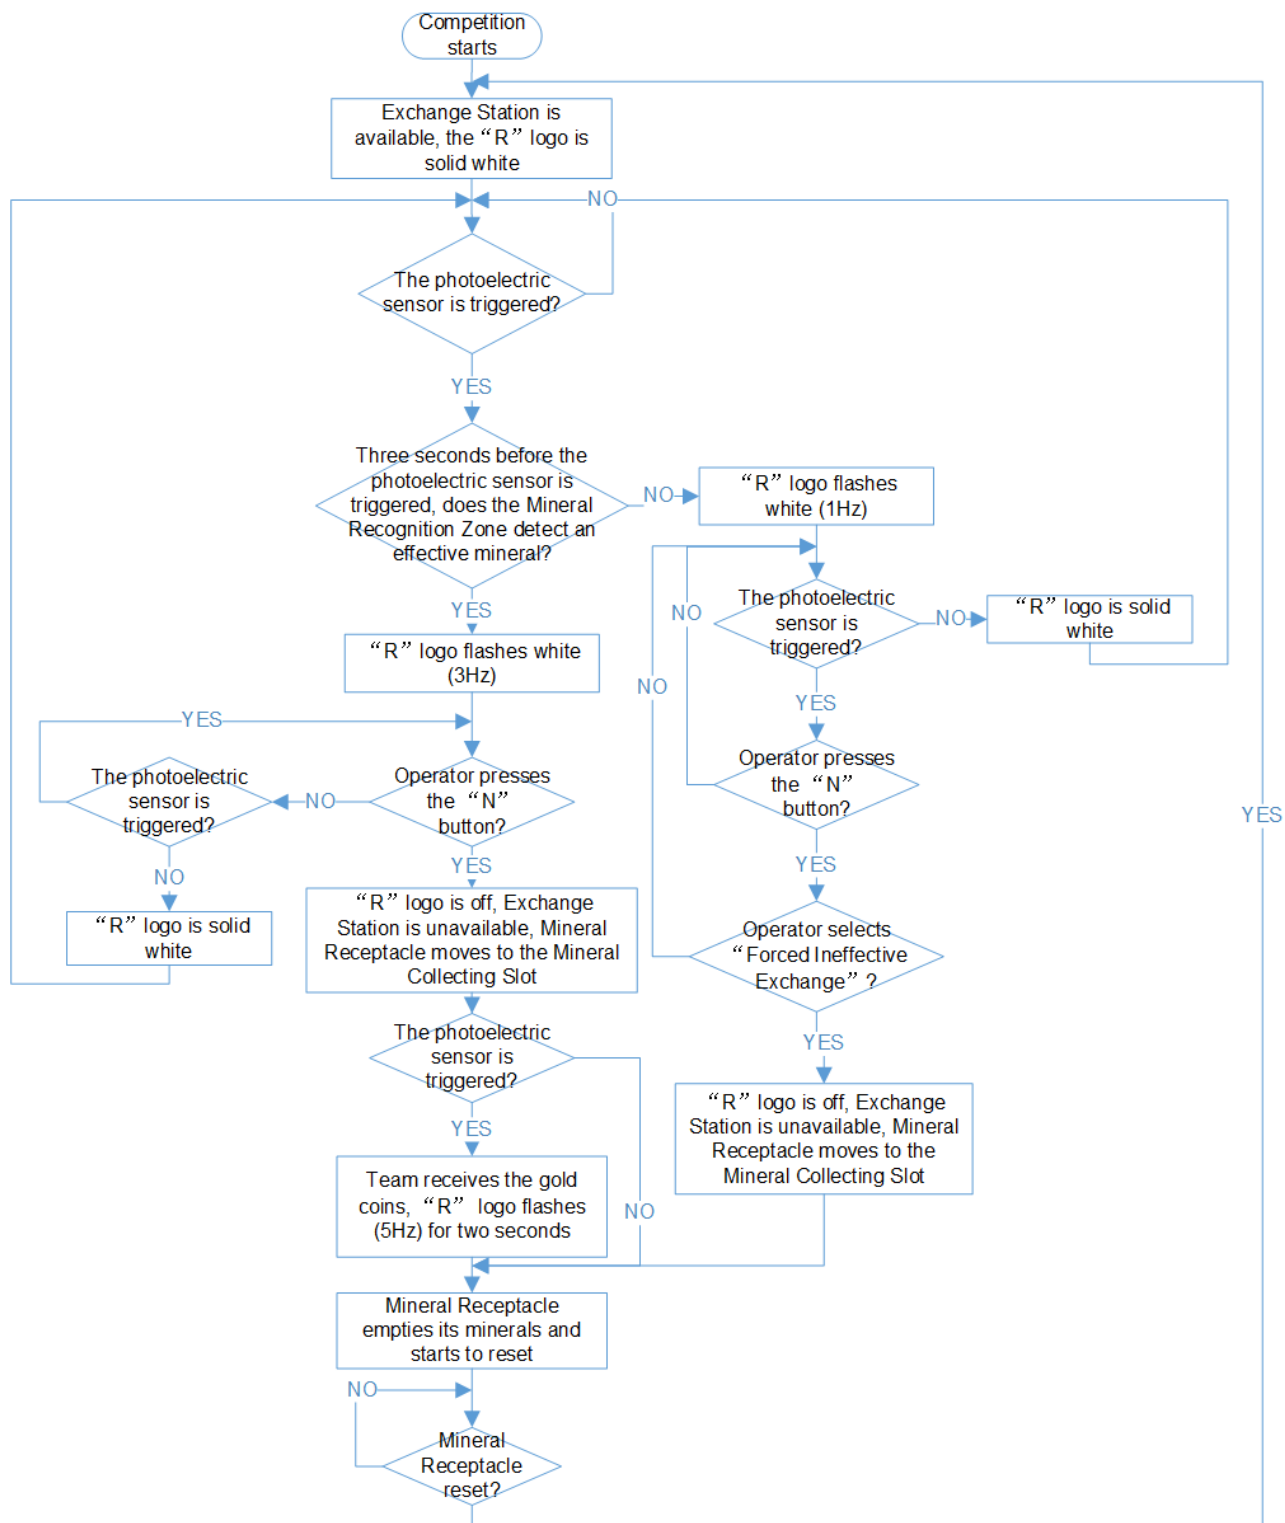 Competition
starts
Exchange Station is
available, the “R” logo is
solid white
NO
The photoelectric
sensor is triggered?
YES
Three seconds before the
photoelectric sensor is
triggered, does the Mineral
Recognition Zone detect an
effective mineral?
NO
“R” logo flashes
white (1Hz)
YES
“R” logo flashes white
(3Hz)
The photoelectric
sensor is
triggered?
NO
“R” logo is solid
white
NO
NO
YES
YES
Operator presses
the “N”
button?
NO
The photoelectric
sensor is
triggered?
NO
“R” logo is solid
white
YES
“R” logo is off, Exchange
Station is unavailable, Mineral
Receptacle moves to the Mineral
Collecting Slot
Operator presses
the “N”
button?
YES
Operator selects
“Forced Ineffective
Exchange”?
YES
“R” logo is off, Exchange
Station is unavailable, Mineral
Receptacle moves to the
Mineral Collecting Slot
The photoelectric
sensor is
triggered?
YES
NO
Team receives the gold
coins, “R” logo flashes
(5Hz) for two seconds
Mineral Receptacle
empties its minerals and
starts to reset
NO
Mineral
Receptacle
reset?
YES